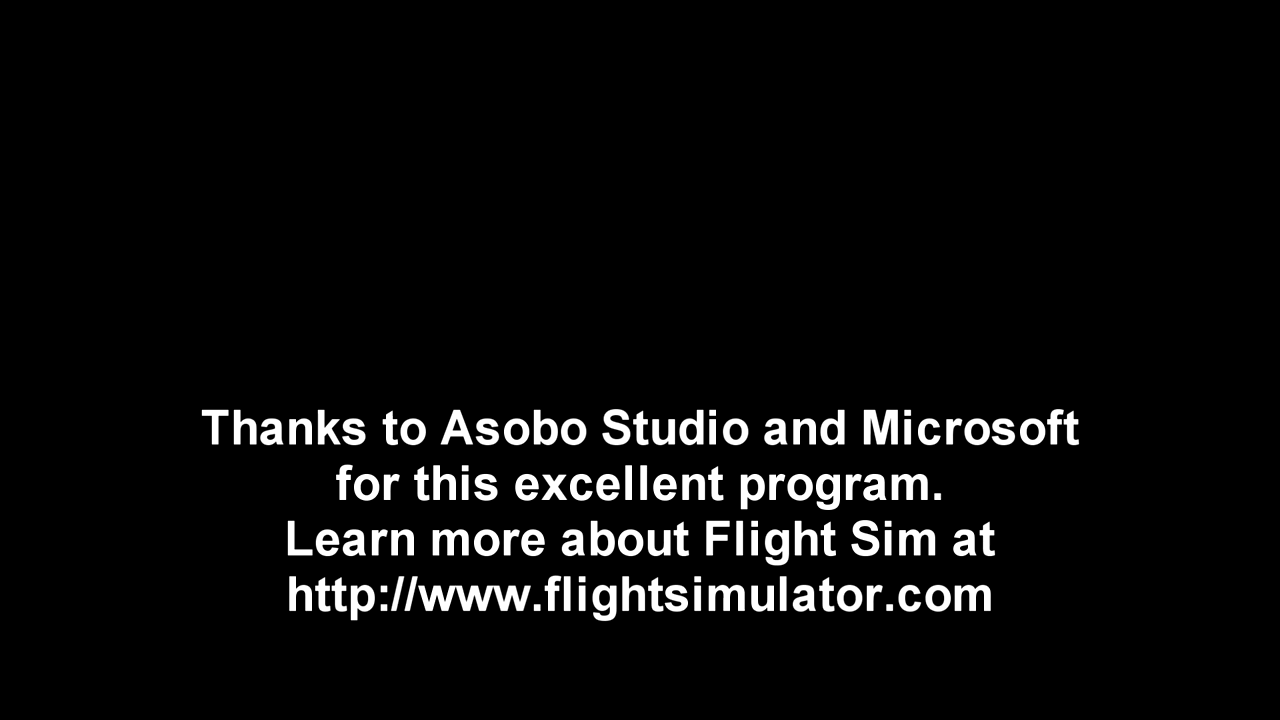 Thanks to Asobo Studio and Microsoft
for this excellent program.
Learn more about Flight Sim at
http://www.flightsimulator.com